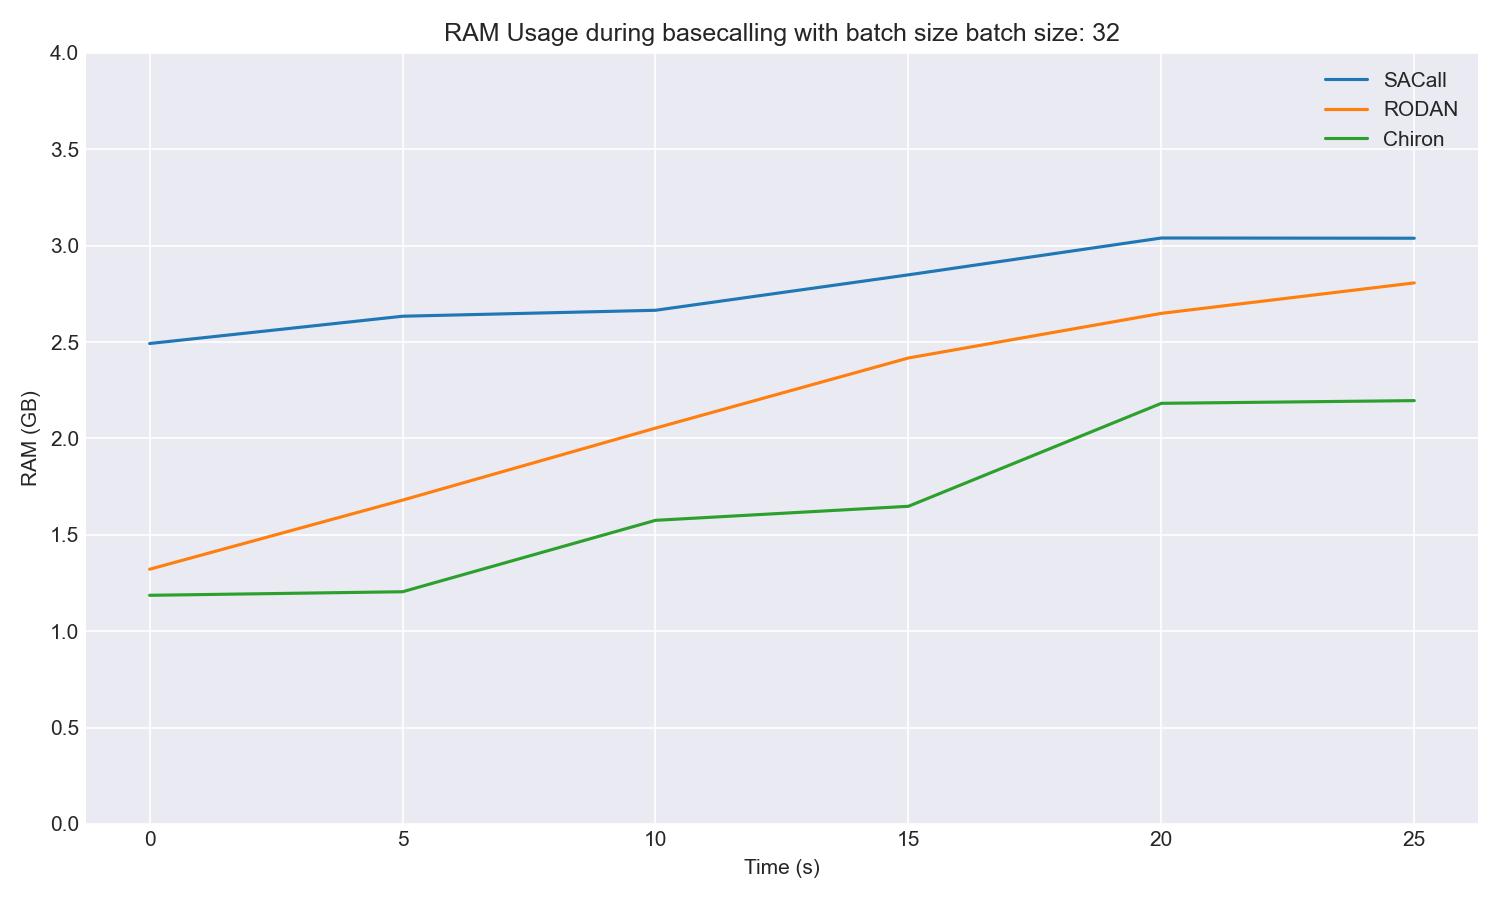 RAM Usage during basecalling with batch size batch size: 32
SACall
RODAN
Chiron
4.0
3.5
3.0
2.5
2.0
1.5
1.0
0.5
0.0
RAM (GB)
0 5 10 15 20 25
Time (s)